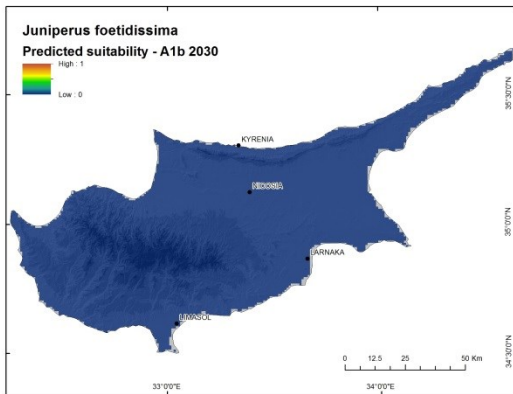 Juniperus foetidissima
Predicted suitability - A1b 2030
High : 1
Low : 0
35°30'0"N
KYRENIA
NICOSIA
35°0'0"N
LARNAKA
LIMASOL
0 12.5 25 50 Km
34°30'0"N
33°0'0"E 34°0'0"E